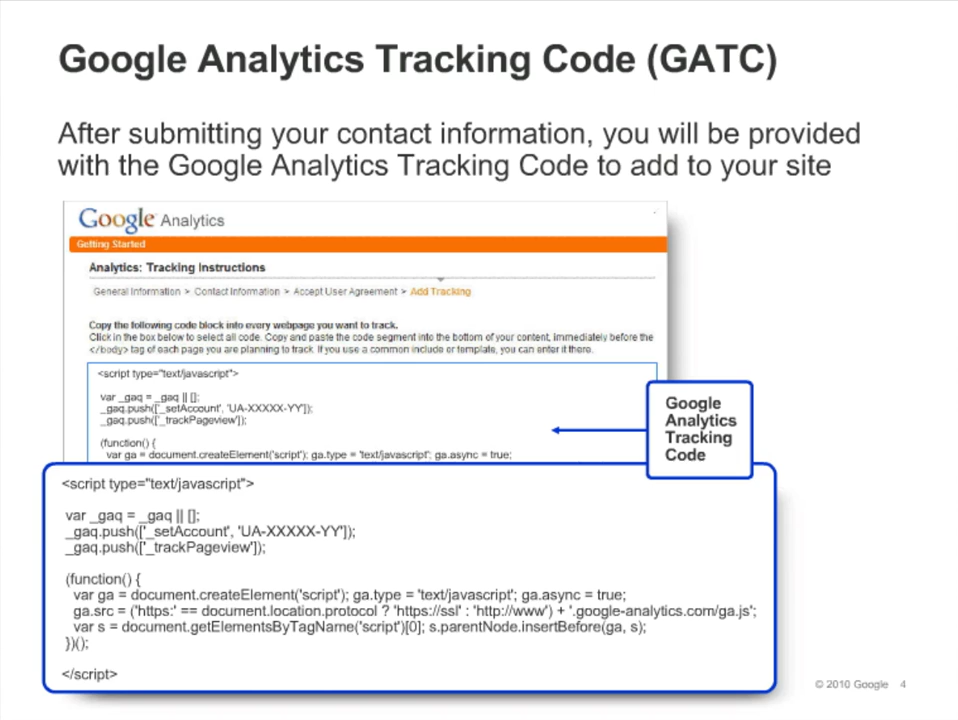 Google Analytics Tracking Code (GATC)
After submitting your contact information, you will be provided
with the Google Analytics Tracking Code to add to your site
Google Analytics
Getting Started
Analytics: Tracking Instructions
General Information > Contact Information > Accept User Agreement > Add Tracking
Copy the following code block into every webpage you want to track.
Click in the box below to select all code. Copy and paste the code segment into the bottom of your content, immediately before the
</body> tag of each page you are planning to track. If you use a common include or template, you can enter it there.
<script type="text/javascript">
var _gaq = _gaq || [];
_gaq.push(['_setAccount', 'UA-XXXXX-YY']);
_gaq.push(['_trackPageview']);
(function() {
var ga = document.createElement('script'); ga.type = 'text/javascript'; ga.async = true;
Google
Analytics
Tracking
Code
<script type="text/javascript">
var _gaq = _gaq || [];
_gaq.push(['_setAccount', 'UA-XXXXX-YY']);
_gaq.push(['_trackPageview']);
(function() {
var ga = document.createElement('script'); ga.type = 'text/javascript'; ga.async = true;
ga.src = ('https:' == document.location.protocol ? 'https://ssl' : 'http://www') + '.google-analytics.com/ga.js';
var s = document.getElementsByTagName('script')[0]; s.parentNode.insertBefore(ga, s);
})();
</script>
© 2010 Google 4